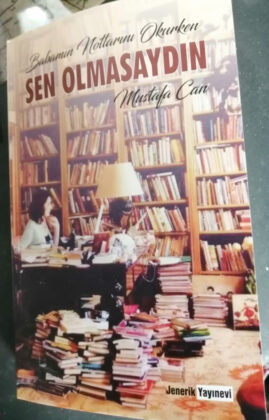 Babamın Notlarını Okurken
SEN OLMASAYDIN
Mustafa Can
Jenerik Yayınevi